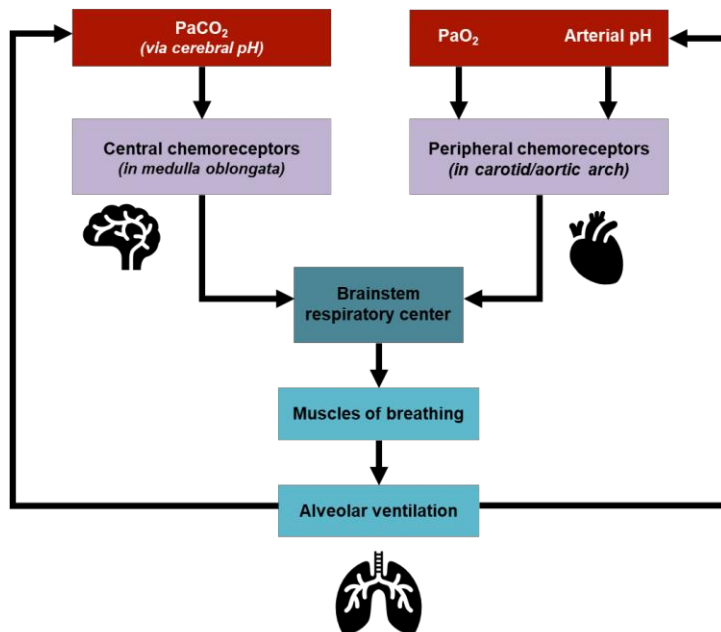 PaCO₂
(via cerebral pH)
PaO₂ Arterial pH
Central chemoreceptors
(in medulla oblongata)
Peripheral chemoreceptors
(in carotid/aortic arch)
Brainstem
respiratory center
Muscles of breathing
Alveolar ventilation